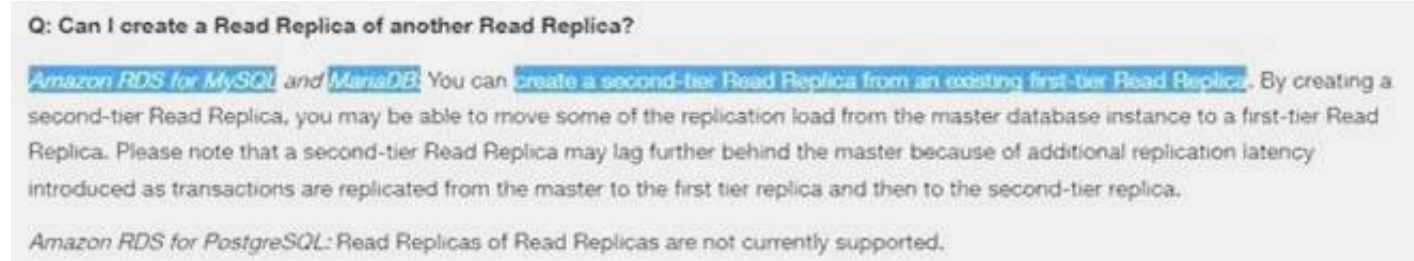 Q: Can I create a Read Replica of another Read Replica?
Amazon RDS for MySQL and MariaDB: You can create a second-tier Read Replica from an existing first-tier Read Replica. By creating a
second-tier Read Replica, you may be able to move some of the replication load from the master database instance to a first-tier Read
Replica. Please note that a second-tier Read Replica may lag further behind the master because of additional replication latency
introduced as transactions are replicated from the master to the first tier replica and then to the second-tier replica.
Amazon RDS for PostgreSQL: Read Replicas of Read Replicas are not currently supported.